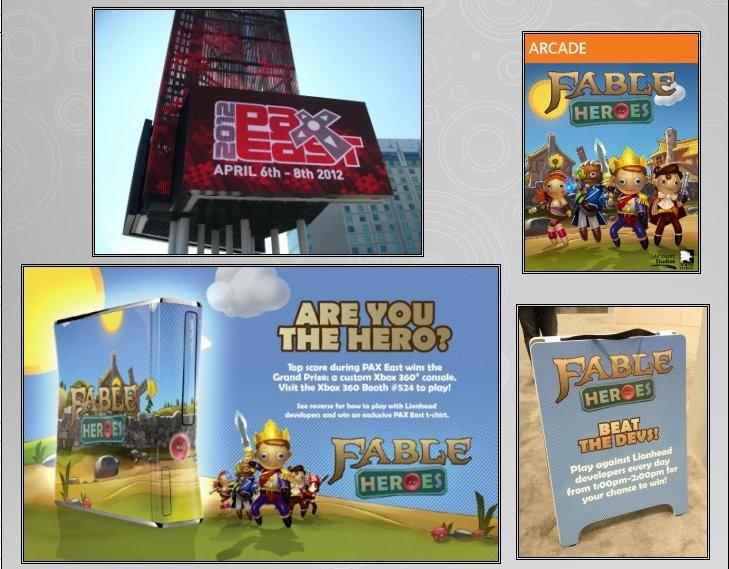 2012
PAX
East
APRIL 6th - 8th 2012
ARCADE
FABLE
HEROES
ARE YOU
THE HERO?
Top score during PAX East wins the
Grand Prize: a custom Xbox 360® console.
Visit the Xbox 360 Booth #524 to play!
See reverse for how to play with Lionhead
developers and win an exclusive PAX East t-shirt.
FABLE
HEROES
FABLE
HEROES
FABLE
HEROES
BEAT
THE DEVS!
Play against Lionhead
developers every day
from 1:00pm-2:00pm for
your chance to win!